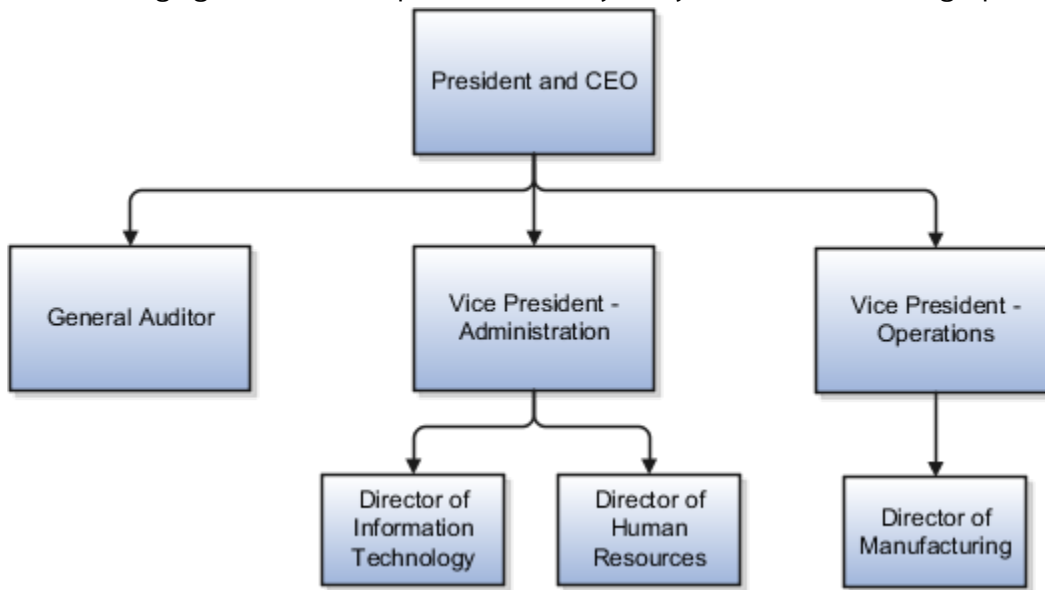 President and CEO
General Auditor
Vice President -
Administration
Vice President -
Operations
Director of
Information
Technology
Director of
Human
Resources
Director of
Manufacturing